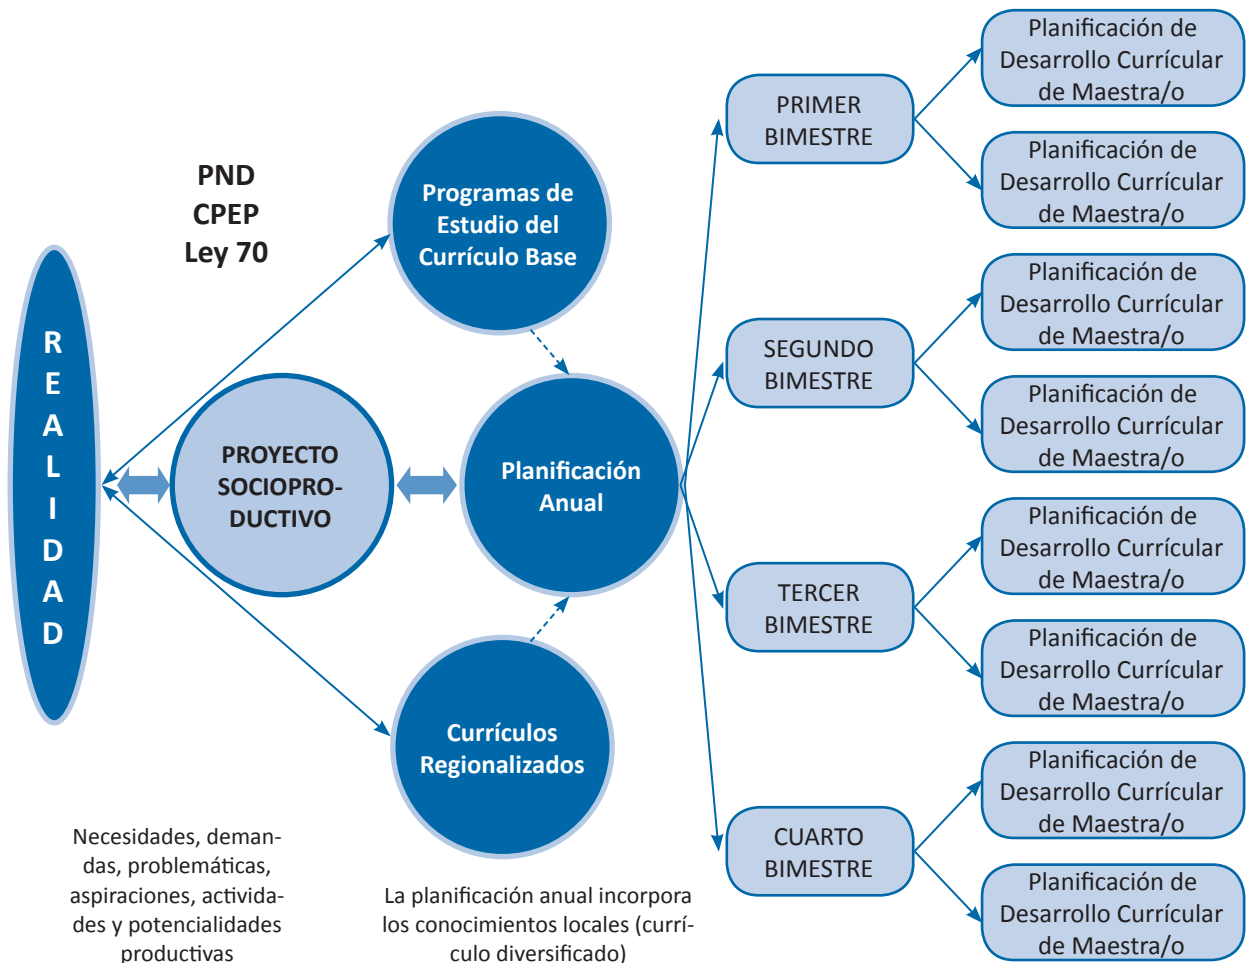 PND
CPEP
Ley 70
R
E
A
L
I
D
A
D
Programas de
Estudio del
Currículo Base
PROYECTO
SOCIOPRO-
DUCTIVO
Planificación
Anual
Currículos
Regionalizados
Necesidades, deman-
das, problemáticas,
aspiraciones, activida-
des y potencialidades
productivas
La planificación anual incorpora
los conocimientos locales (currí-
culo diversificado)
PRIMER
BIMESTRE
Planificación de
Desarrollo Currícular
de Maestra/o
Planificación de
Desarrollo Currícular
de Maestra/o
SEGUNDO
BIMESTRE
Planificación de
Desarrollo Currícular
de Maestra/o
Planificación de
Desarrollo Currícular
de Maestra/o
TERCER
BIMESTRE
Planificación de
Desarrollo Currícular
de Maestra/o
Planificación de
Desarrollo Currícular
de Maestra/o
CUARTO
BIMESTRE
Planificación de
Desarrollo Currícular
de Maestra/o
Planificación de
Desarrollo Currícular
de Maestra/o